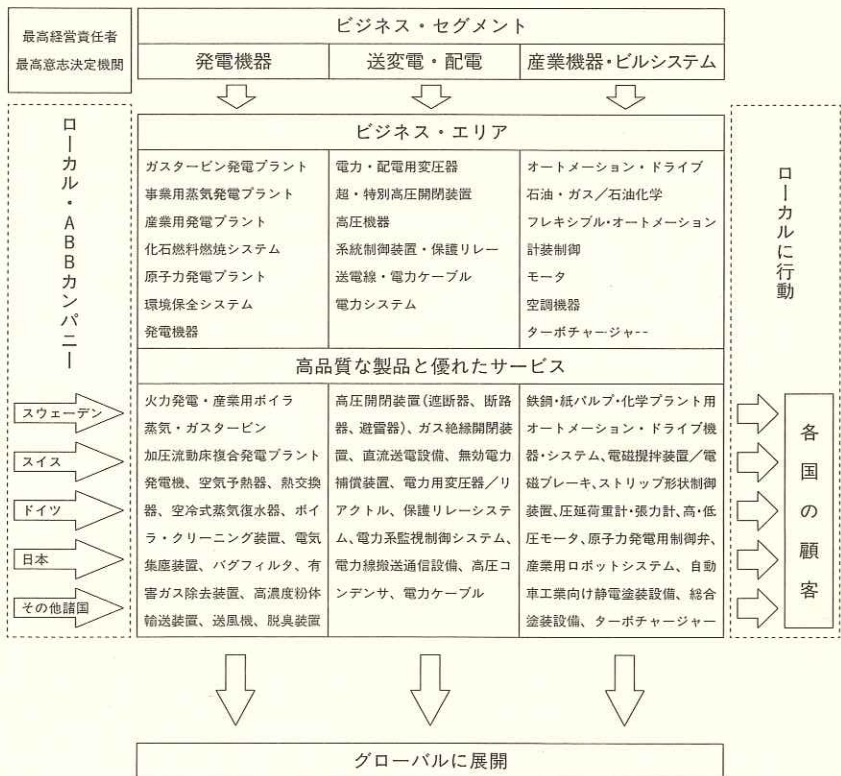 最高経営責任者
最高意志決定機関
ビジネス・セグメント
発電機器
送変電・配電
産業機器・ビルシステム
ローカル・ABBカンパニー
ビジネス・エリア
ガスタービン発電プラント
事業用蒸気発電プラント
産業用発電プラント
化石燃料燃焼システム
原子力発電プラント
環境保全システム
発電機器
電力・配電用変圧器
超・特別高圧開閉装置
高圧機器
系統制御装置・保護リレー
送電線・電力ケーブル
電力システム
オートメーション・ドライブ
石油・ガス／石油化学
フレキシブル・オートメーション
計装制御
モータ
空調機器
ターボチャージャー
ローカルに行動
高品質な製品と優れたサービス
スウェーデン
スイス
ドイツ
日本
その他諸国
火力発電・産業用ボイラ
蒸気・ガスタービン
加圧流動床複合発電プラント
発電機、空気予熱器、熱交換
器、空冷式蒸気復水器、ボイ
ラ・クリーニング装置、電気
集塵装置、バグフィルタ、有
害ガス除去装置、高濃度粉体
輸送装置、送風機、脱臭装置
高圧開閉装置(遮断器、断路
器、避雷器)、ガス絶縁開閉装
置、直流送電設備、無効電力
補償装置、電力用変圧器／リ
アクトル、保護リレーシステ
ム、電力系監視制御システム、
電力線搬送通信設備、高圧コ
ンデンサ、電力ケーブル
鉄鋼・紙パルプ・化学プラント用
オートメーション・ドライブ機
器・システム、電磁攪拌装置／電
磁ブレーキ、ストリップ形状制御
装置、圧延荷重計・張力計、高・低
圧モータ、原子力発電用制御弁、
産業用ロボットシステム、自動
車工業向け静電塗装設備、総合
塗装設備、ターボチャージャー
各国の顧客
グローバルに展開